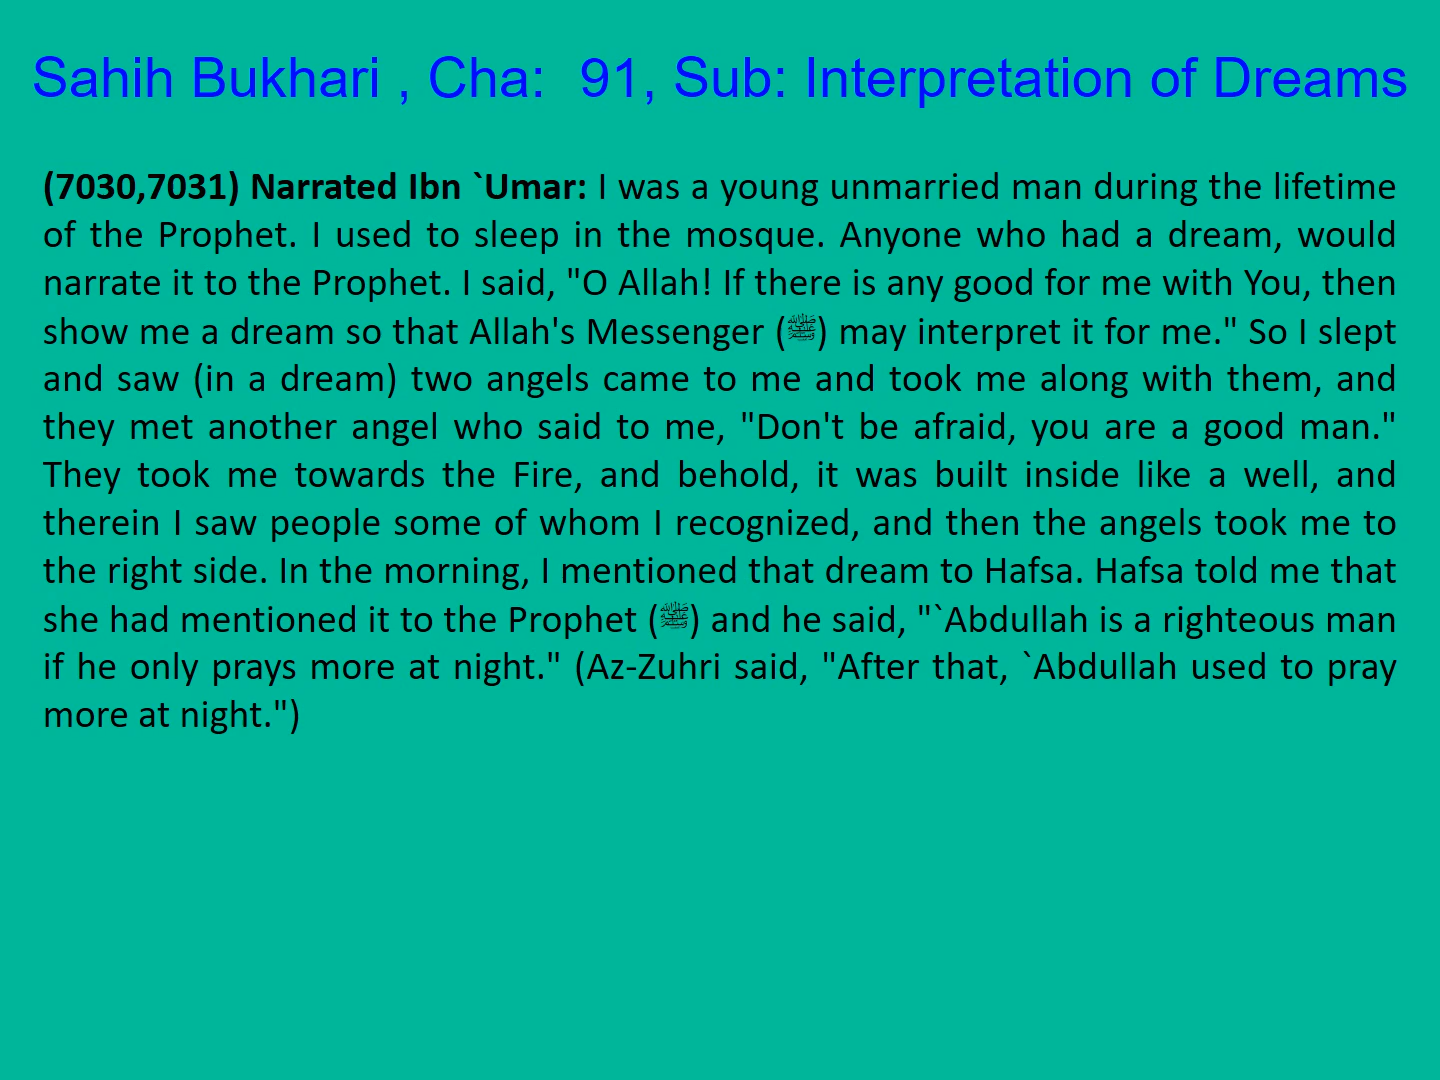 Sahih Bukhari , Cha:  91, Sub: Interpretation of Dreams
(7030,7031) Narrated Ibn `Umar: I was a young unmarried man during the lifetime
of the Prophet. I used to sleep in the mosque. Anyone who had a dream, would
narrate it to the Prophet. I said, "O Allah! If there is any good for me with You, then
show me a dream so that Allah's Messenger (ﷺ) may interpret it for me." So I slept
and saw (in a dream) two angels came to me and took me along with them, and
they met another angel who said to me, "Don't be afraid, you are a good man."
They took me towards the Fire, and behold, it was built inside like a well, and
therein I saw people some of whom I recognized, and then the angels took me to
the right side. In the morning, I mentioned that dream to Hafsa. Hafsa told me that
she had mentioned it to the Prophet (ﷺ) and he said, "`Abdullah is a righteous man
if he only prays more at night." (Az-Zuhri said, "After that, `Abdullah used to pray
more at night.")